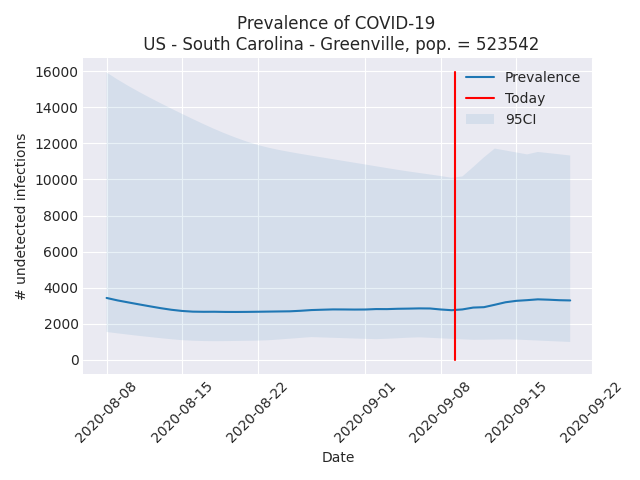 Prevalence of COVID-19
US - South Carolina - Greenville, pop. = 523542
# undetected infections
16000
14000
12000
10000
8000
6000
4000
2000
0
Prevalence
Today
95CI
2020-08-08
2020-08-15
2020-08-22
2020-09-01
2020-09-08
2020-09-15
2020-09-22
Date